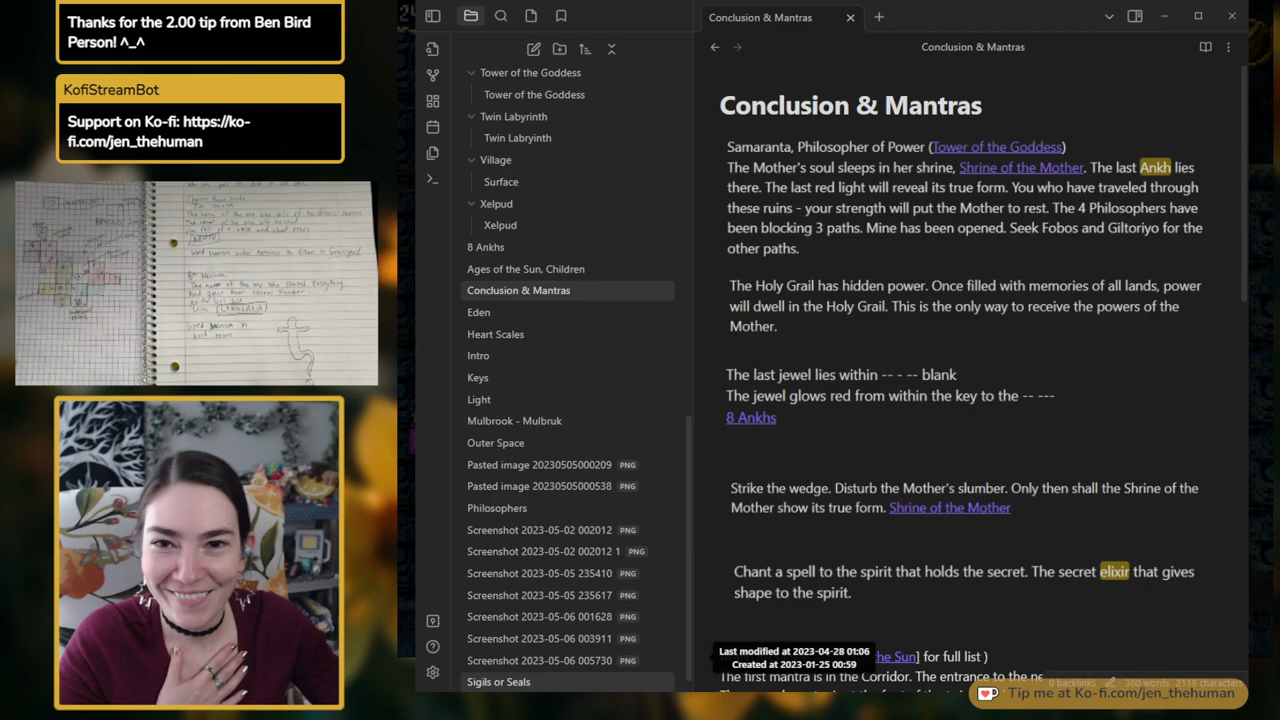 Thanks for the 2.00 tip from Ben Bird
Person! ^_^
KofiStreamBot
Support on Ko-fi: https://ko-
fi.com/jen_thehuman
LAMULANA
Tower of the Goddess
Tower of the Goddess
Twin Labyrinth
Twin Labryinth
Village
Surface
Xelpud
Xelpud
8 Ankhs
Ages of the Sun, Children
Conclusion & Mantras
Eden
Heart Scales
Intro
Keys
Light
Mulbrook - Mulbruk
Outer Space
Pasted image 20230505000209 PNG
Pasted image 20230505000538 PNG
Philosophers
Screenshot 2023-05-02 002012 PNG
Screenshot 2023-05-02 002012 1 PNG
Screenshot 2023-05-05 235410 PNG
Screenshot 2023-05-05 235617 PNG
Screenshot 2023-05-06 001628 PNG
Screenshot 2023-05-06 003911 PNG
Screenshot 2023-05-06 005730 PNG
Sigils or Seals
Conclusion & Mantras
Conclusion & Mantras
Conclusion & Mantras
Samaranta, Philosopher of Power (Tower of the Goddess)
The Mother's soul sleeps in her shrine, Shrine of the Mother. The last Ankh lies
there. The last red light will reveal its true form. You who have traveled through
these ruins - your strength will put the Mother to rest. The 4 Philosophers have
been blocking 3 paths. Mine has been opened. Seek Fobos and Giltoriyo for the
other paths.
The Holy Grail has hidden power. Once filled with memories of all lands, power
will dwell in the Holy Grail. This is the only way to receive the powers of the
Mother.
The last jewel lies within -- - -- blank
The jewel glows red from within the key to the -- ---
8 Ankhs
Strike the wedge. Disturb the Mother's slumber. Only then shall the Shrine of the
Mother show its true form. Shrine of the Mother
Chant a spell to the spirit that holds the secret. The secret elixir that gives
shape to the spirit.
Last modified at 2023-04-28 01:06
Created at 2023-01-25 00:59
the Sun] for full list )
The first mantra is in the Corridor. The entrance to the
0 backlinks 360 words 2119 characters
Tip me at Ko-fi.com/jen_thehuman